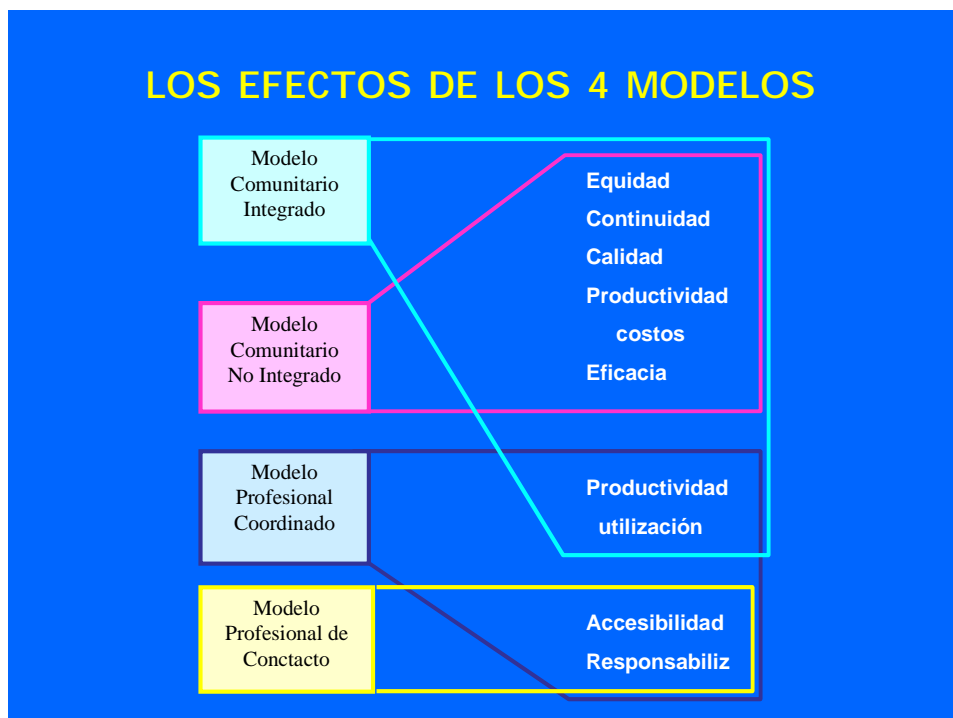 LOS EFECTOS DE LOS 4 MODELOS
Modelo
Comunitario
Integrado
Equidad
Continuidad
Calidad
Productividad
costos
Eficacia
Modelo
Comunitario
No Integrado
Modelo
Profesional
Coordinado
Productividad
utilización
Modelo
Profesional de
Conctacto
Accesibilidad
Responsabiliz